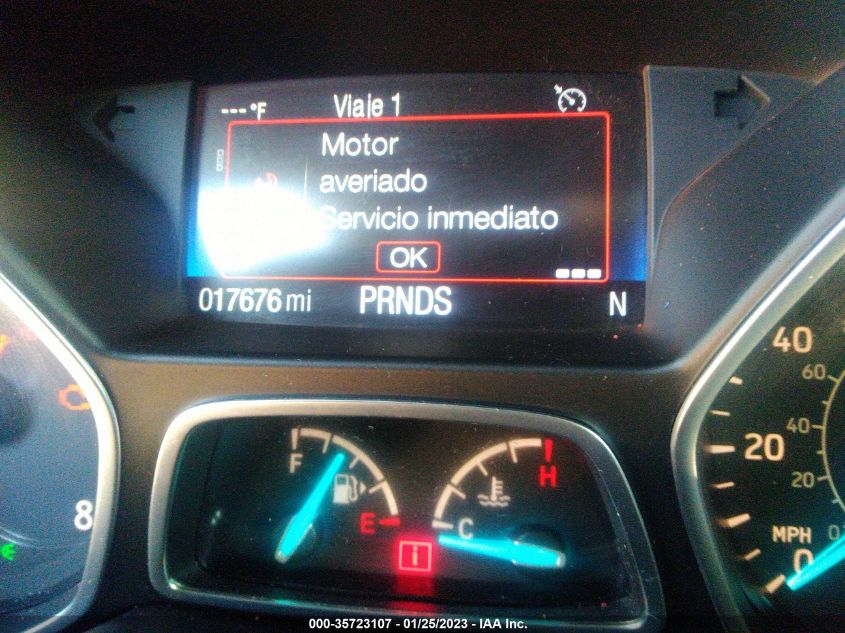 --- °F Viaje 1
Motor
averiado
Servicio inmediato
OK
017676 mi PRNDS N
F E
C H
8
40
20
0
60
40
20
MPH
000-35723107 - 01/25/2023 - IAA Inc.